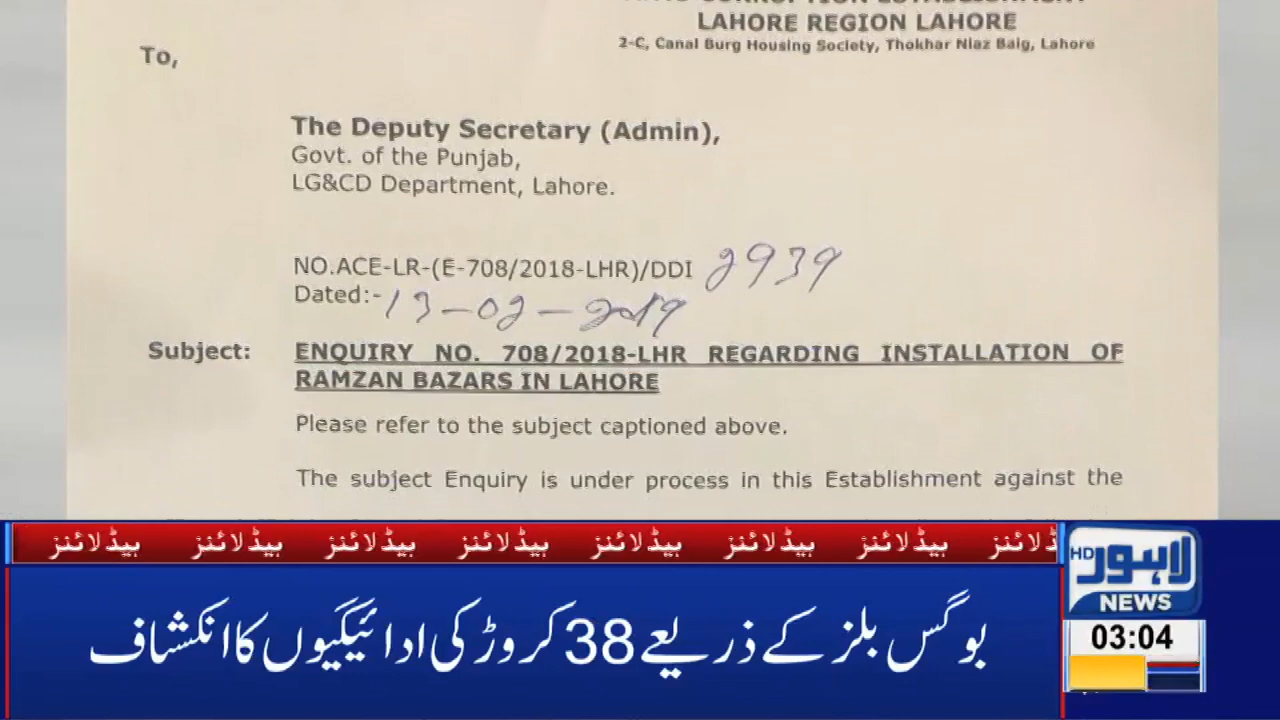 LAHORE REGION LAHORE
2-C, Canal Burg Housing Society, Thokhar Niaz Baig, Lahore
To,
The Deputy Secretary (Admin),
Govt. of the Punjab,
LG&CD Department, Lahore.
NO.ACE-LR-(E-708/2018-LHR)/DDI 2939
Dated:- 13-02-2019
Subject: ENQUIRY NO. 708/2018-LHR REGARDING INSTALLATION OF
RAMZAN BAZARS IN LAHORE
Please refer to the subject captioned above.
The subject Enquiry is under process in this Establishment against the
ہیڈلائنز ہیڈلائنز ہیڈلائنز ہیڈلائنز ہیڈلائنز ہیڈلائنز ہیڈلائنز ڈلائنز
HD لاہور
NEWS
03:04
بوگس بلز کے ذریعے 38 کروڑ کی ادائیگیوں کا انکشاف